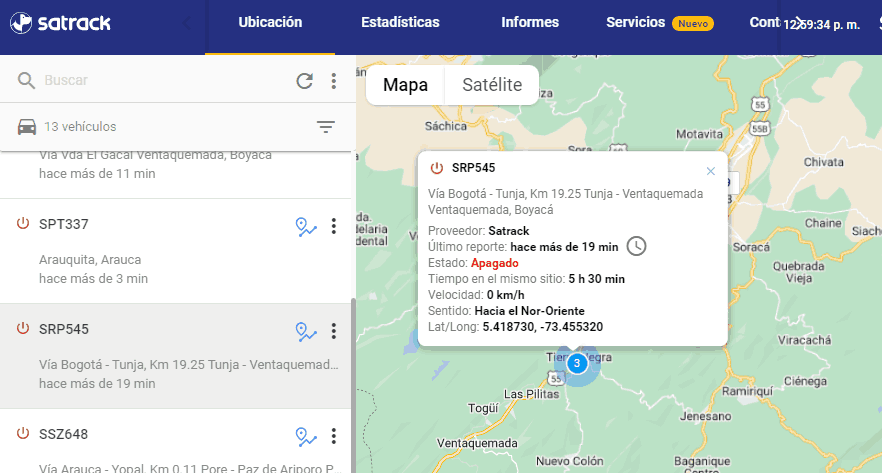 satrack
Ubicación
Estadísticas
Informes
Servicios
Nuevo
12:59:34 p. m.
Buscar
13 vehículos
Vía Vda El Gacal Ventaquemada, Boyaca
hace más de 11 min
SPT337
Arauquita, Arauca
hace más de 3 min
SRP545
Vía Bogotá - Tunja, Km 19.25 Tunja - Ventaquemad...
hace más de 19 min
SSZ648
Vía Arauca - Yopal, Km 0.11 Pore - Paz de Ariporo P...
Mapa
Satélite
Sáchica
55
55B
Motavita
Chivata
SRP545
Vía Bogotá - Tunja, Km 19.25 Tunja - Ventaquemada
Ventaquemada, Boyacá
Proveedor: Satrack
Último reporte: hace más de 19 min
Estado: Apagado
Tiempo en el mismo sitio: 5 h 30 min
Velocidad: 0 km/h
Sentido: Hacia el Nor-Oriente
Lat/Long: 5.418730, -73.455320
Chaine
Siac
Soracá
Quebrada
Vieja
Viracachá
Tierra Negra
3
55
Ciénega
Ramiriquí
Las Pilitas
Togüí
Jenesano
Ventaquemada
Nuevo Colón
Baganique
Centro